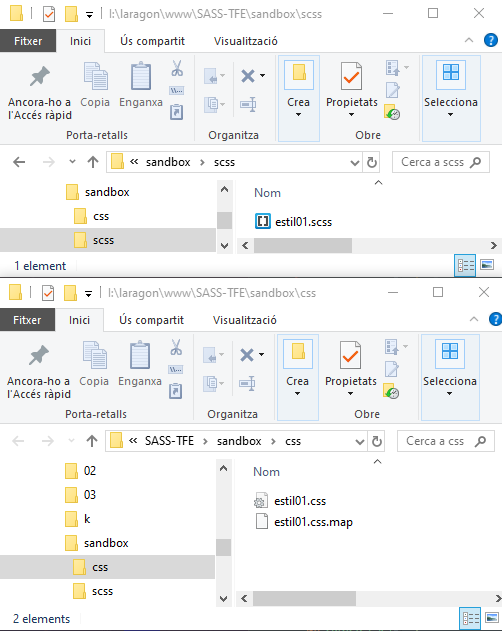 I:\laragon\www\SASS-TFE\sandbox\scss
Fitxer Inici Ús compartit Visualització
Ancora-ho a l'Accés ràpid
Copia
Enganxa
Crea
Propietats
Selecciona
Porta-retalls Organitza Obre
« sandbox › scss
Cerca a scss
sandbox
css
scss
Nom
estil01.scss
1 element
I:\laragon\www\SASS-TFE\sandbox\css
Fitxer Inici Ús compartit Visualització
Ancora-ho a l'Accés ràpid
Copia
Enganxa
Crea
Propietats
Selecciona
Porta-retalls Organitza Obre
« SASS-TFE › sandbox › css
Cerca a css
02
03
k
sandbox
css
scss
Nom
estil01.css
estil01.css.map
2 elements